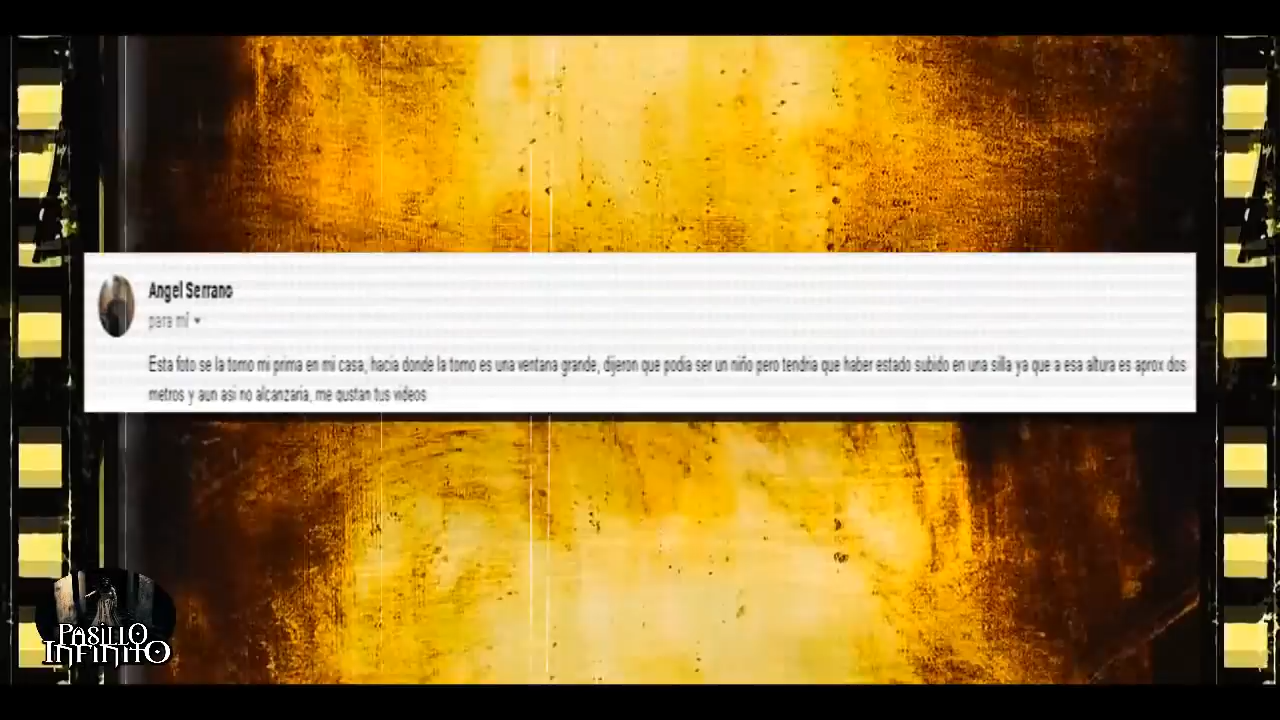 Angel Serrano
para mí
Esta foto se la tomo mi prima en mi casa, hacia donde la tomo es una ventana grande, dijeron que podia ser un niño pero tendria que haber estado subido en una silla ya que a esa altura es aprox dos
metros y aun asi no alcanzaria, me gustan tus videos
PASILLO
INFINITO